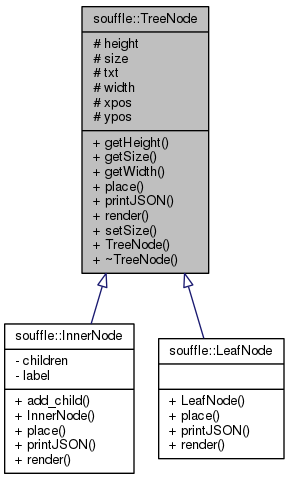 souffle::TreeNode
# height
# size
# txt
# width
# xpos
# ypos
+ getHeight()
+ getSize()
+ getWidth()
+ place()
+ printJSON()
+ render()
+ setSize()
+ TreeNode()
+ ~TreeNode()
souffle::InnerNode
- children
- label
+ add_child()
+ InnerNode()
+ place()
+ printJSON()
+ render()
souffle::LeafNode
+ LeafNode()
+ place()
+ printJSON()
+ render()